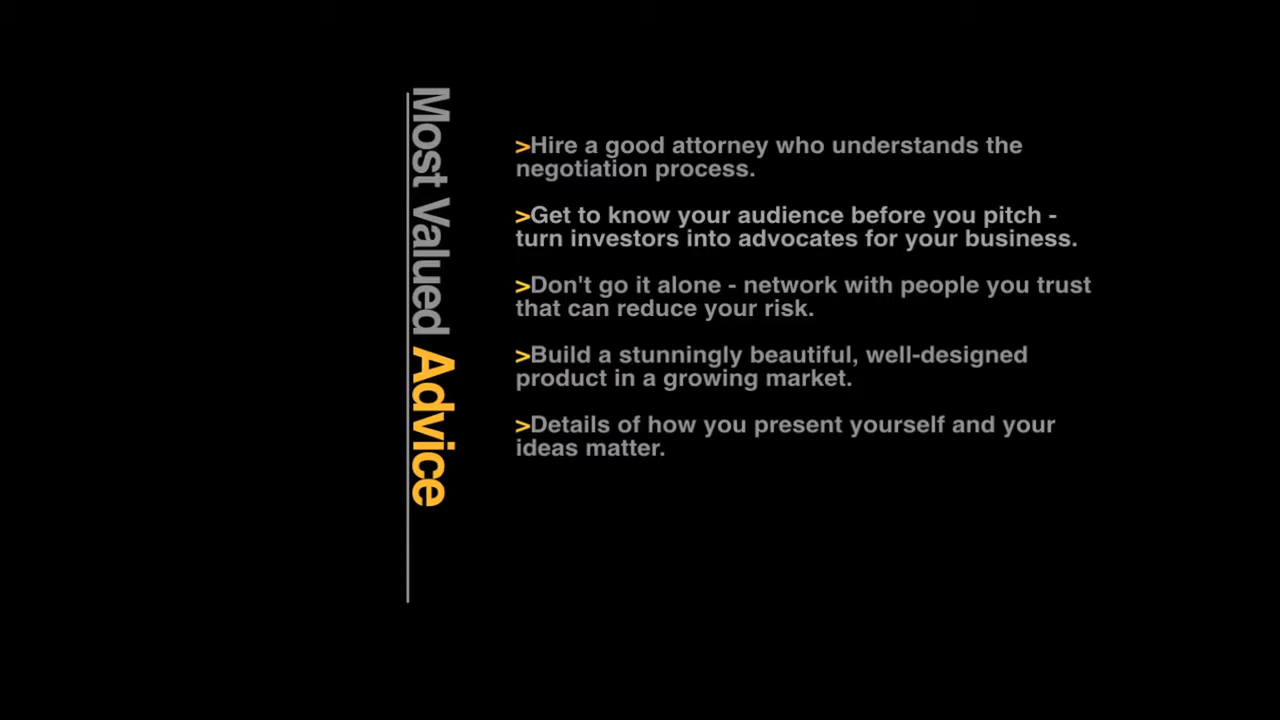 Most Valued Advice
>Hire a good attorney who understands the
negotiation process.
>Get to know your audience before you pitch -
turn investors into advocates for your business.
>Don't go it alone - network with people you trust
that can reduce your risk.
>Build a stunningly beautiful, well-designed
product in a growing market.
>Details of how you present yourself and your
ideas matter.